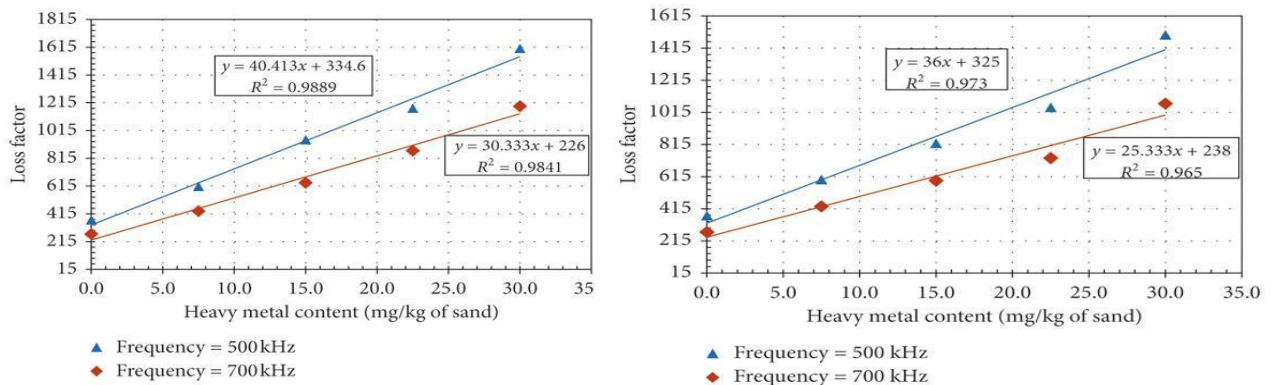 Loss factor
1815
1615
1415
1215
1015
815
615
415
215
15
y = 40.413x + 334.6
R² = 0.9889
y = 30.333x + 226
R² = 0.9841
0.0 5.0 10.0 15.0 20.0 25.0 30.0 35.0
Heavy metal content (mg/kg of sand)
Frequency = 500 kHz
Frequency = 700 kHz
Loss factor
1615
1415
1215
1015
815
615
415
215
15
y = 36x + 325
R² = 0.973
y = 25.333x + 238
R² = 0.965
0.0 5.0 10.0 15.0 20.0 25.0 30.0 35.0
Heavy metal content (mg/kg of sand)
Frequency = 500 kHz
Frequency = 700 kHz